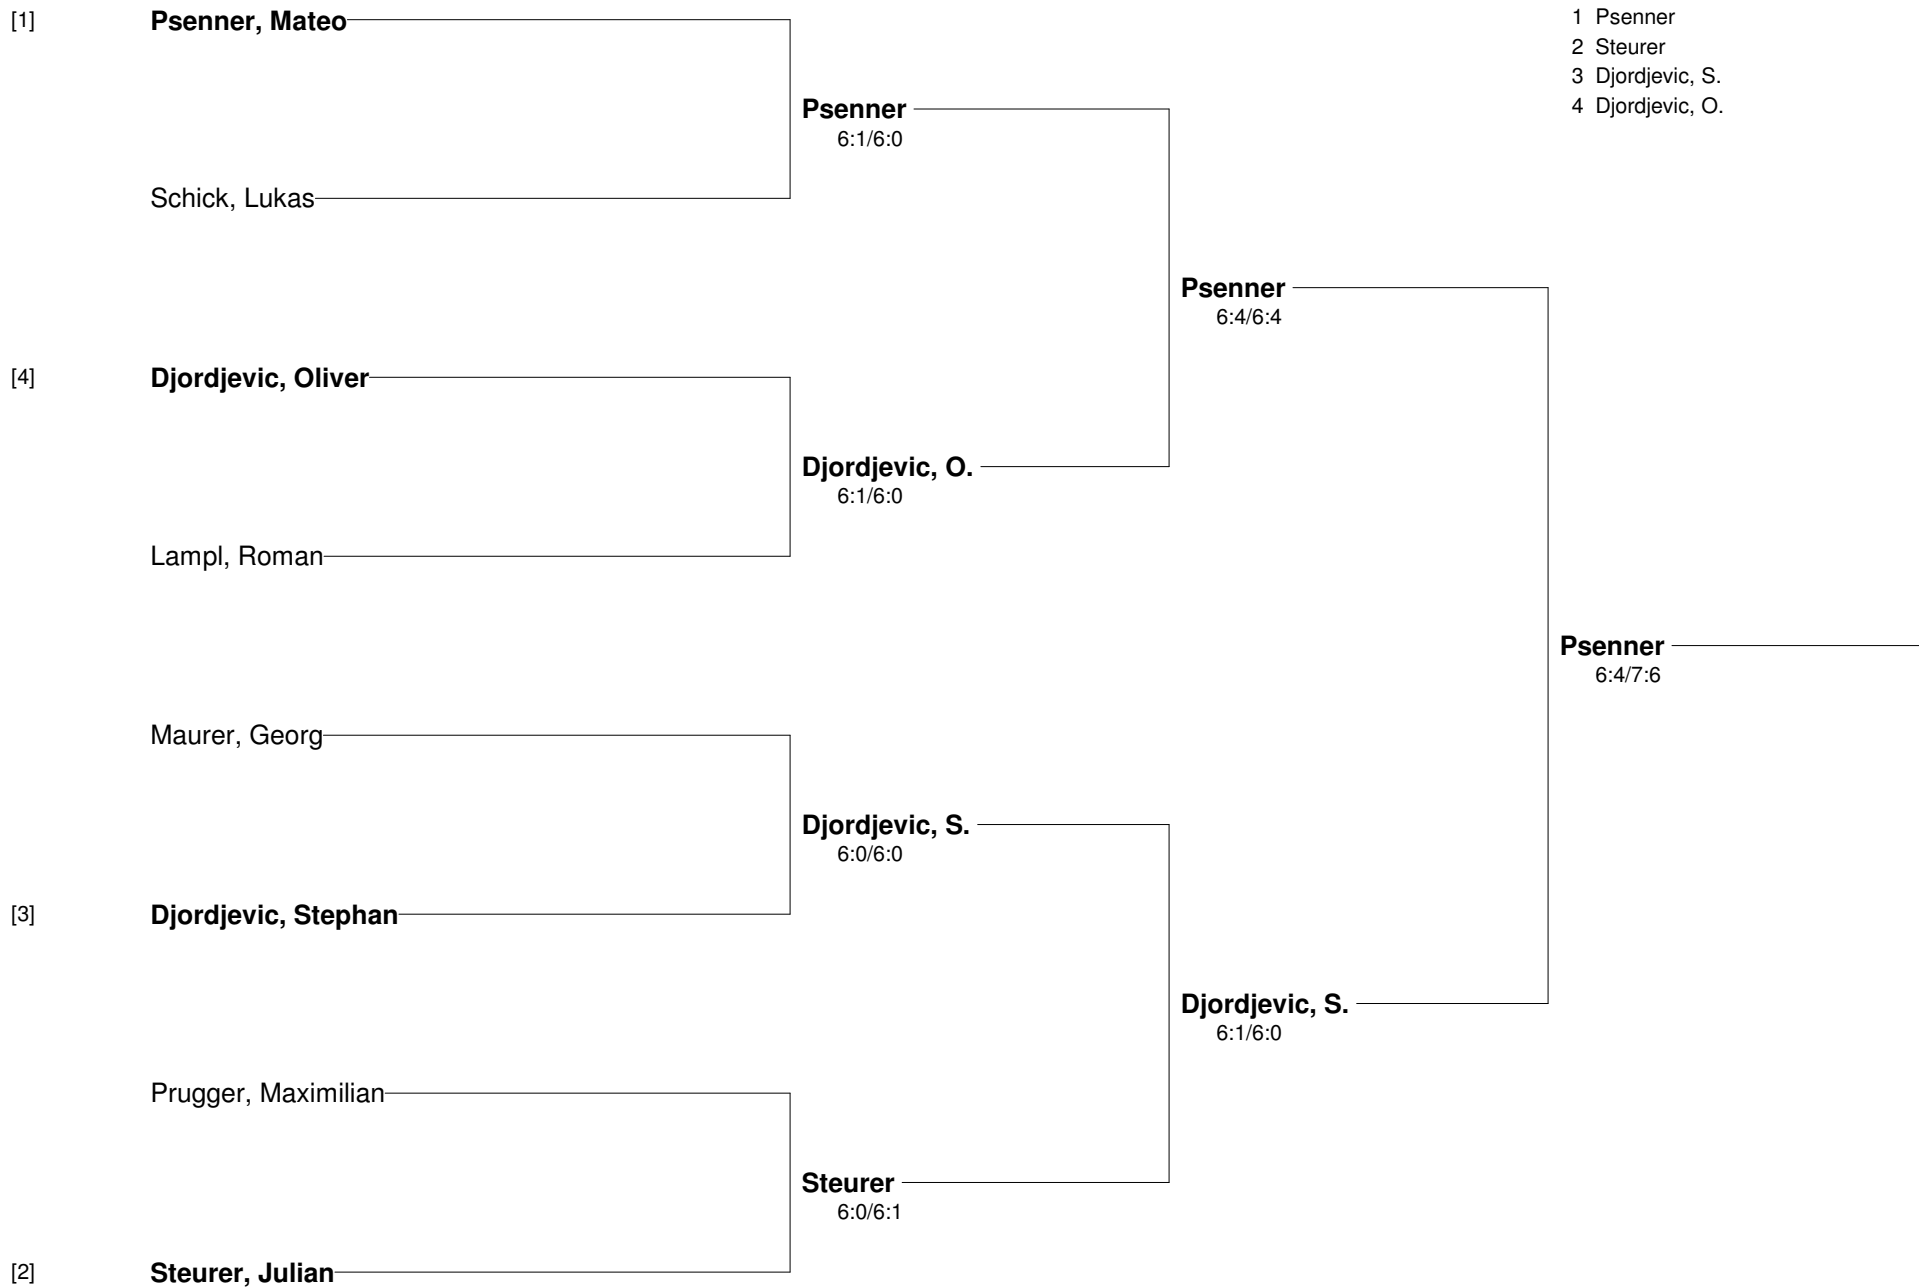 [1] Psenner, Mateo
1 Psenner
2 Steurer
3 Djordjevic, S.
4 Djordjevic, O.
Psenner
6:1/6:0
Schick, Lukas
Psenner
6:4/6:4
[4] Djordjevic, Oliver
Djordjevic, O.
6:1/6:0
Lampl, Roman
Psenner
6:4/7:6
Maurer, Georg
Djordjevic, S.
6:0/6:0
[3] Djordjevic, Stephan
Djordjevic, S.
6:1/6:0
Prugger, Maximilian
Steurer
6:0/6:1
[2] Steurer, Julian